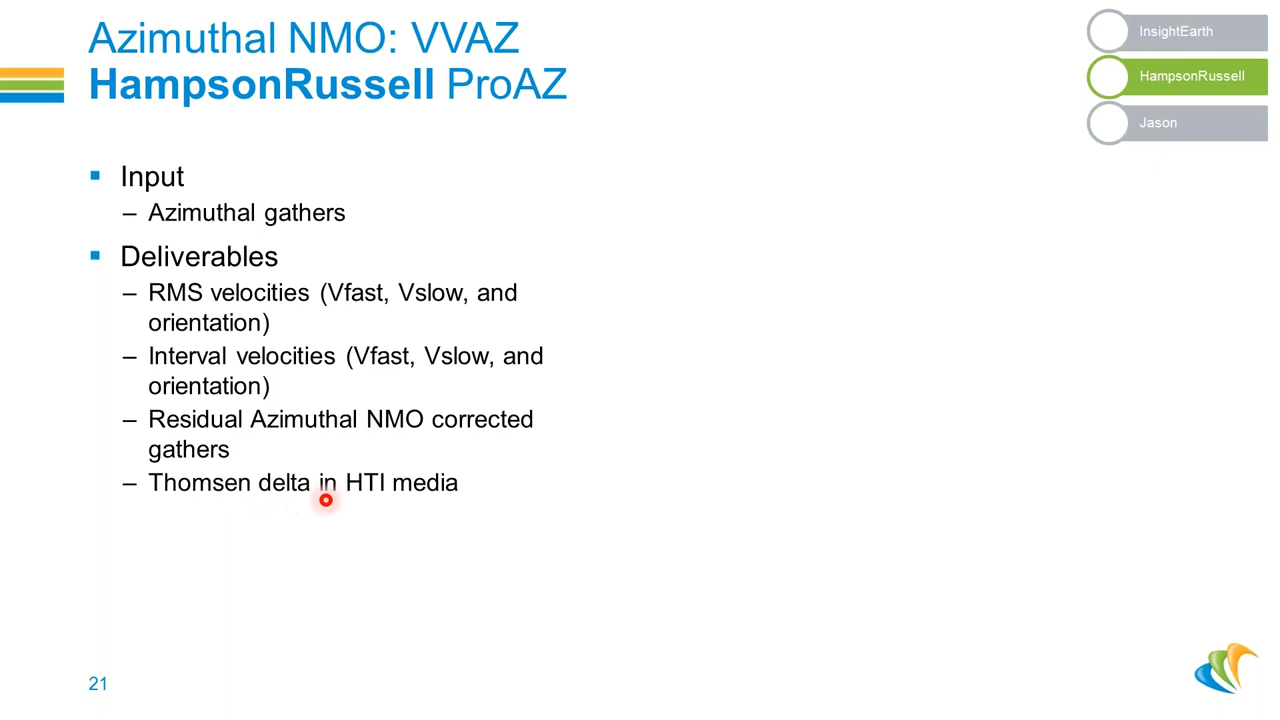 Azimuthal NMO: VVAZ
HampsonRussell ProAZ
InsightEarth
HampsonRussell
Jason
▪ Input
– Azimuthal gathers
▪ Deliverables
– RMS velocities (Vfast, Vslow, and
orientation)
– Interval velocities (Vfast, Vslow, and
orientation)
– Residual Azimuthal NMO corrected
gathers
– Thomsen delta in HTI media
21